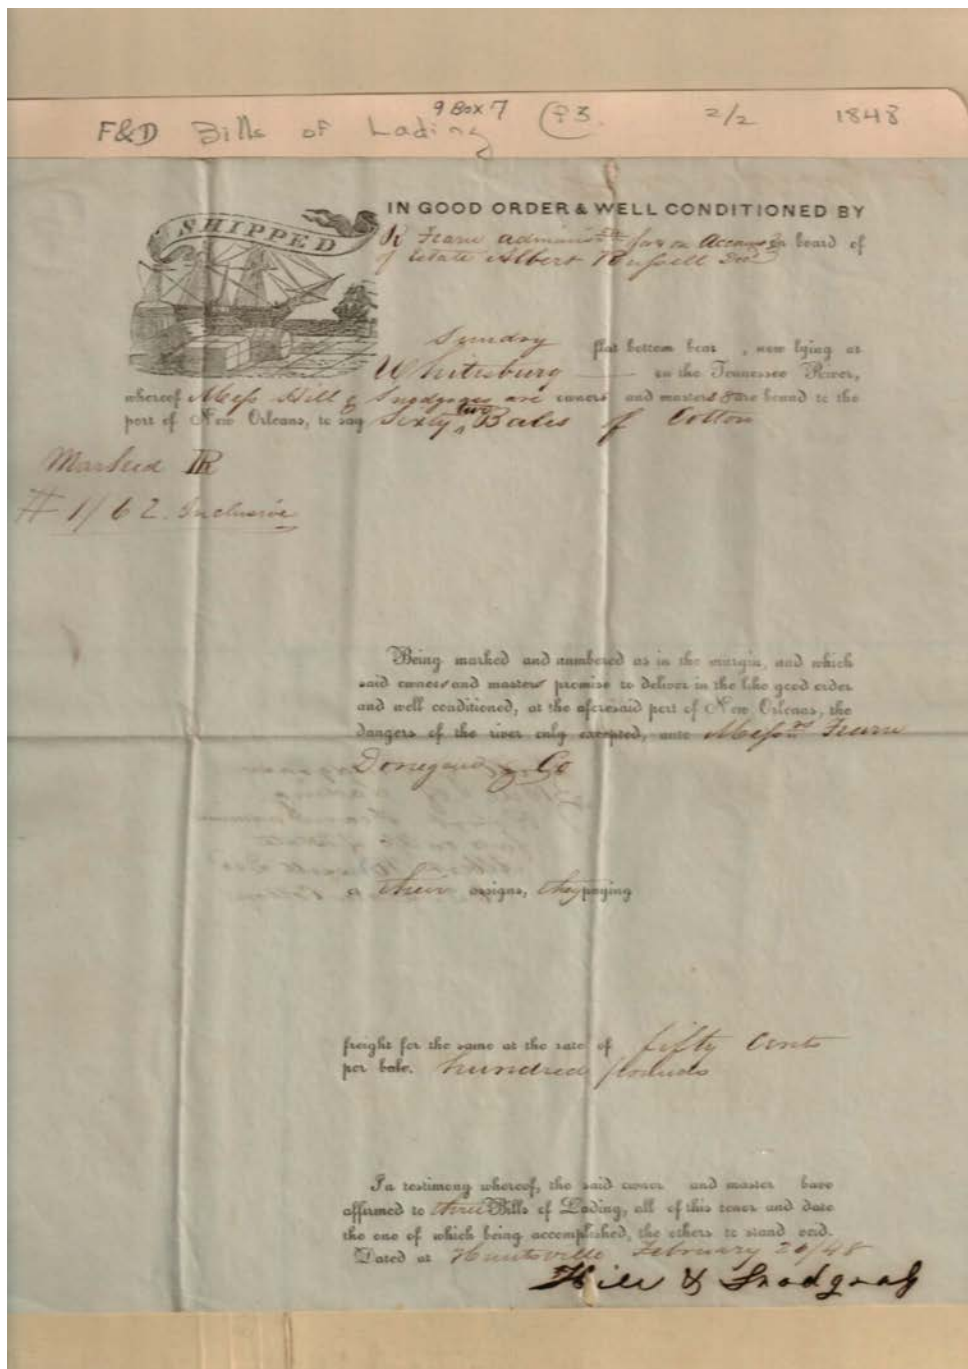 9 Box 7
F&D Bills of Lading 2/2 1848
SHIPPED
IN GOOD ORDER & WELL CONDITIONED BY
R Fearn administr for on Account on board of
of Estate Albert Russell Decd
Sundry flat bottom boat , now lying at
Whitesburg on the Tennessee River,
whereof Mess Hill & Snodgrass are owners and masters & are bound to the
port of New Orleans, to say Sixty two Bales of Cotton
Marked R
# 1/62 Inclusive
Being marked and numbered as in the margin, and which
said owners and masters promise to deliver in the like good order
and well conditioned, at the aforesaid port of New Orleans, the
dangers of the river only excepted, unto Messrs Fearn
Donegan & Co
or their assigns, they paying
freight for the same at the rate of fifty Cents
per bale. hundred pounds
In testimony whereof, the said owner and master have
affirmed to three Bills of Lading, all of this tenor and date
the one of which being accomplished, the others to stand void.
Dated at Huntsville February 20/48
Hill & Snodgrass